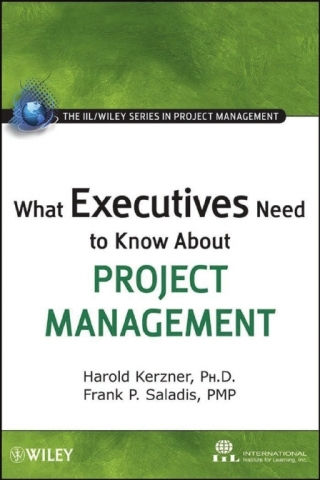 THE IIL/WILEY SERIES IN PROJECT MANAGEMENT
What Executives Need
to Know About
PROJECT
MANAGEMENT
Harold Kerzner, PH.D.
Frank P. Saladis, PMP
WILEY
IIL INTERNATIONAL
Institute for Learning, Inc.